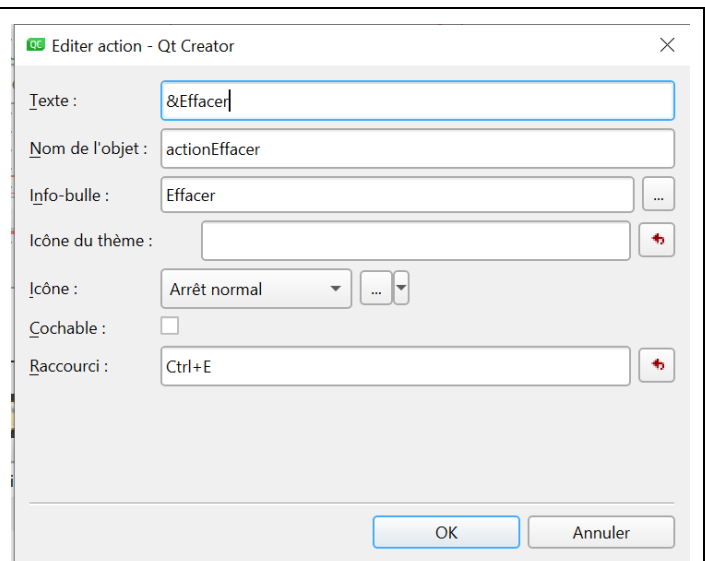 QC Editer action - Qt Creator
Texte : &Effacer
Nom de l'objet : actionEffacer
Info-bulle : Effacer ...
Icône du thème :
Icône : Arrêt normal ...
Cochable :
Raccourci : Ctrl+E
OK Annuler